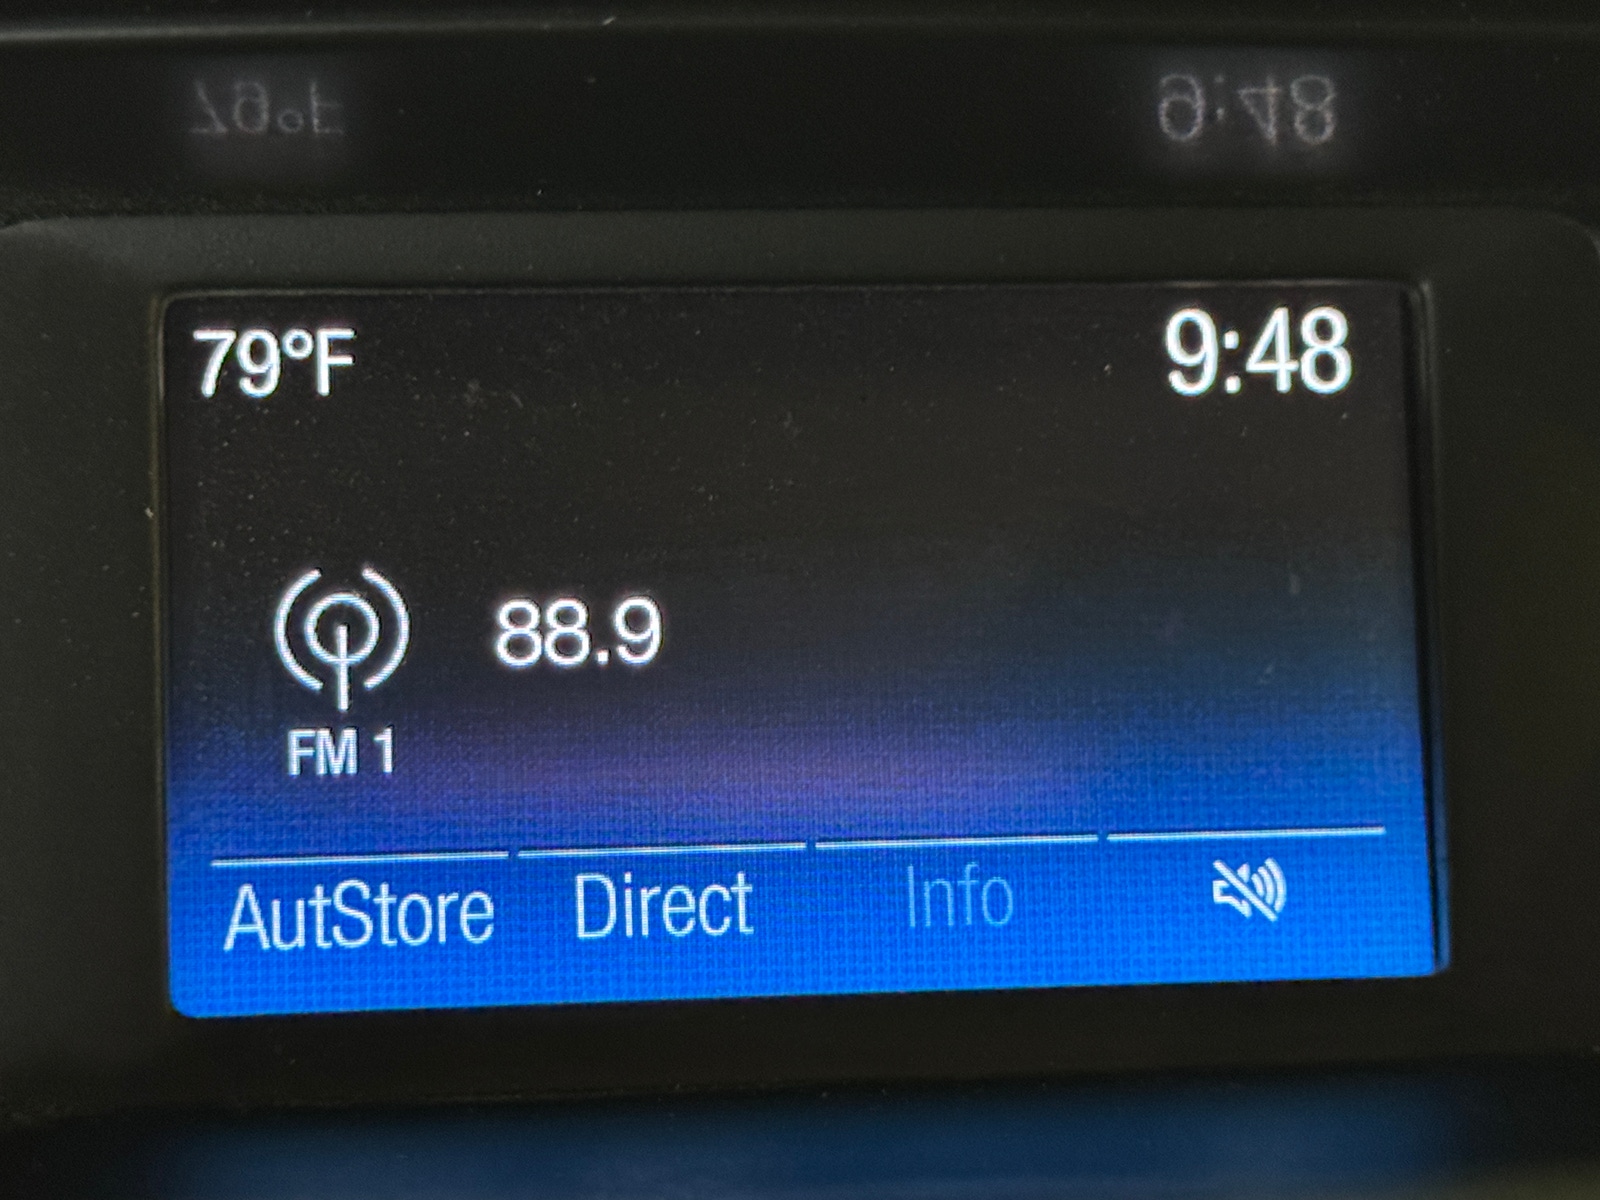 79°F 9:48
88.9
FM 1
AutStore Direct Info